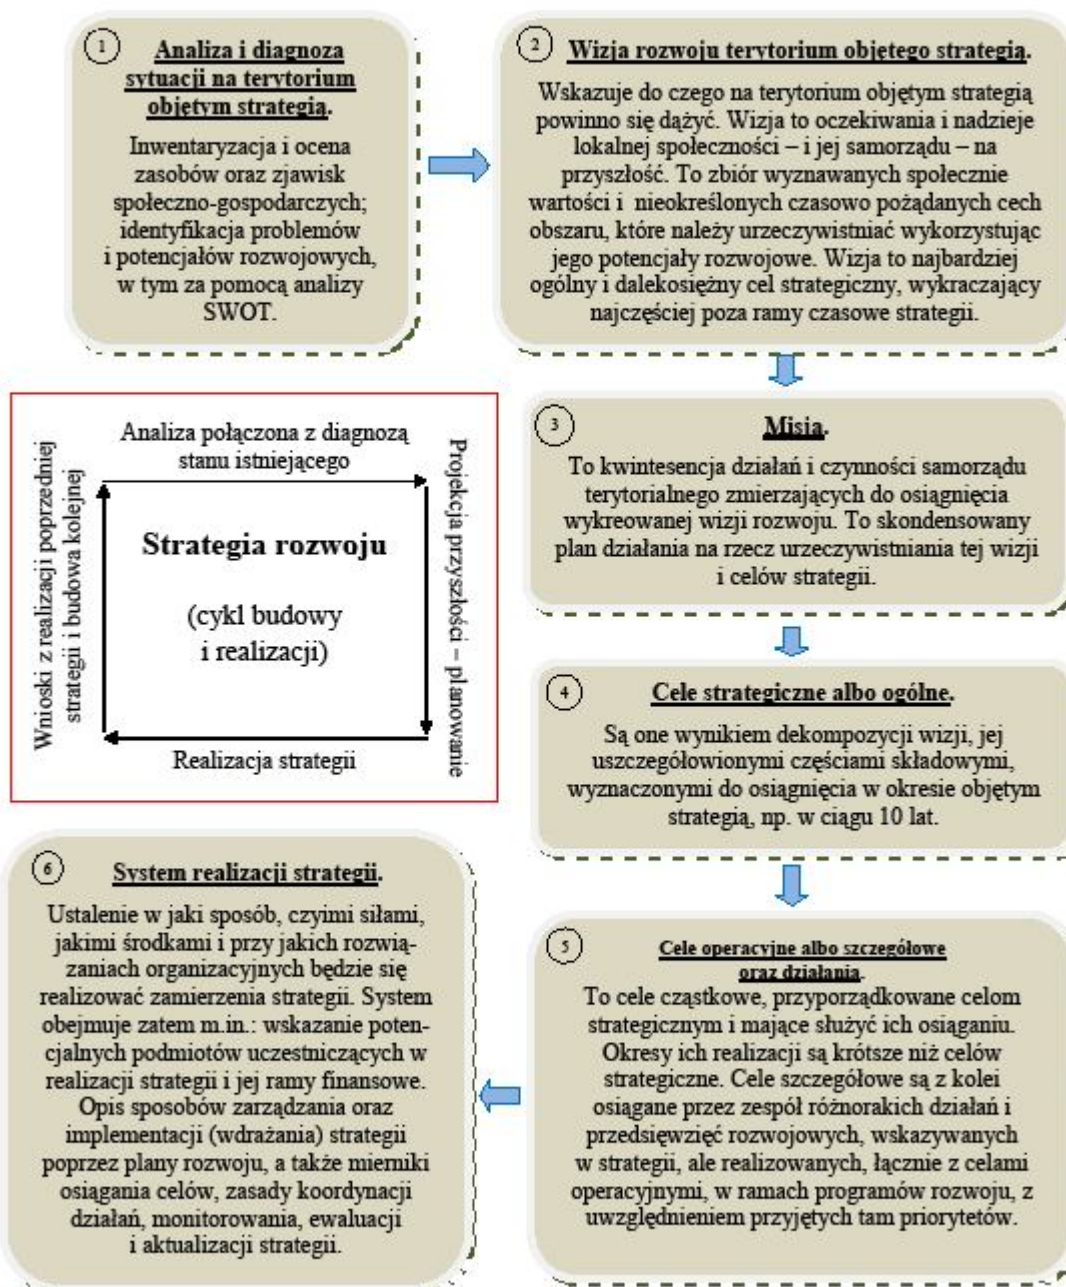 1
Analiza i diagnoza
sytuacji na terytorium
objętym strategią.
Inwentaryzacja i ocena
zasobów oraz zjawisk
społeczno-gospodarczych;
identyfikacja problemów
i potencjałów rozwojowych,
w tym za pomocą analizy
SWOT.
2
Wizja rozwoju terytorium objętego strategią.
Wskazuje do czego na terytorium objętym strategią
powinno się dążyć. Wizja to oczekiwania i nadzieje
lokalnej społeczności – i jej samorządu – na
przyszłość. To zbiór wyznawanych społecznie
wartości i nieokreślonych czasowo pożądanych cech
obszaru, które należy urzeczywistniać wykorzystując
jego potencjały rozwojowe. Wizja to najbardziej
ogólny i dalekosiężny cel strategiczny, wykraczający
najczęściej poza ramy czasowe strategii.
3
Misja.
To kwintesencja działań i czynności samorządu
terytorialnego zmierzających do osiągnięcia
wykreowanej wizji rozwoju. To skondensowany
plan działania na rzecz urzeczywistniania tej wizji
i celów strategii.
Analiza połączona z diagnozą
stanu istniejącego
Projekcja przyszłości – planowanie
Realizacja strategii
Wnioski z realizacji poprzedniej
strategii i budowa kolejnej
Strategia rozwoju
(cykl budowy
i realizacji)
4
Cele strategiczne albo ogólne.
Są one wynikiem dekompozycji wizji, jej
uszczegółowionymi częściami składowymi,
wyznaczonymi do osiągnięcia w okresie objętym
strategią, np. w ciągu 10 lat.
5
Cele operacyjne albo szczegółowe
oraz działania.
To cele cząstkowe, przyporządkowane celom
strategicznym i mające służyć ich osiąganiu.
Okresy ich realizacji są krótsze niż celów
strategiczne. Cele szczegółowe są z kolei
osiągane przez zespół różnorakich działań i
przedsięwzięć rozwojowych, wskazywanych
w strategii, ale realizowanych, łącznie z celami
operacyjnymi, w ramach programów rozwoju, z
uwzględnieniem przyjętych tam priorytetów.
6
System realizacji strategii.
Ustalenie w jaki sposób, czyimi siłami,
jakimi środkami i przy jakich rozwią-
zaniach organizacyjnych będzie się
realizować zamierzenia strategii. System
obejmuje zatem m.in.: wskazanie poten-
cjalnych podmiotów uczestniczących w
realizacji strategii i jej ramy finansowe.
Opis sposobów zarządzania oraz
implementacji (wdrażania) strategii
poprzez plany rozwoju, a także mierniki
osiągania celów, zasady koordynacji
działań, monitorowania, ewaluacji
i aktualizacji strategii.